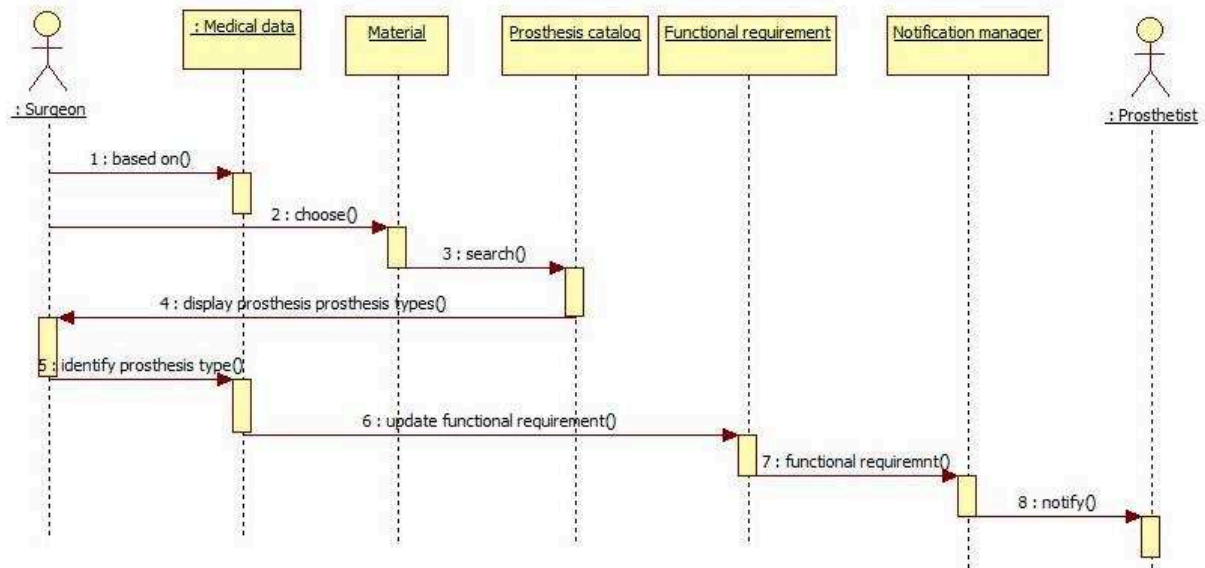 : Medical data
Material
Prosthesis catalog
Functional requirement
Notification manager
: Surgeon
: Prosthetist
1 : based on()
2 : choose()
3 : search()
4 : display prosthesis prosthesis types()
5 : identify prosthesis type()
6 : update functional requirement()
7 : functional requiremnt()
8 : notify()